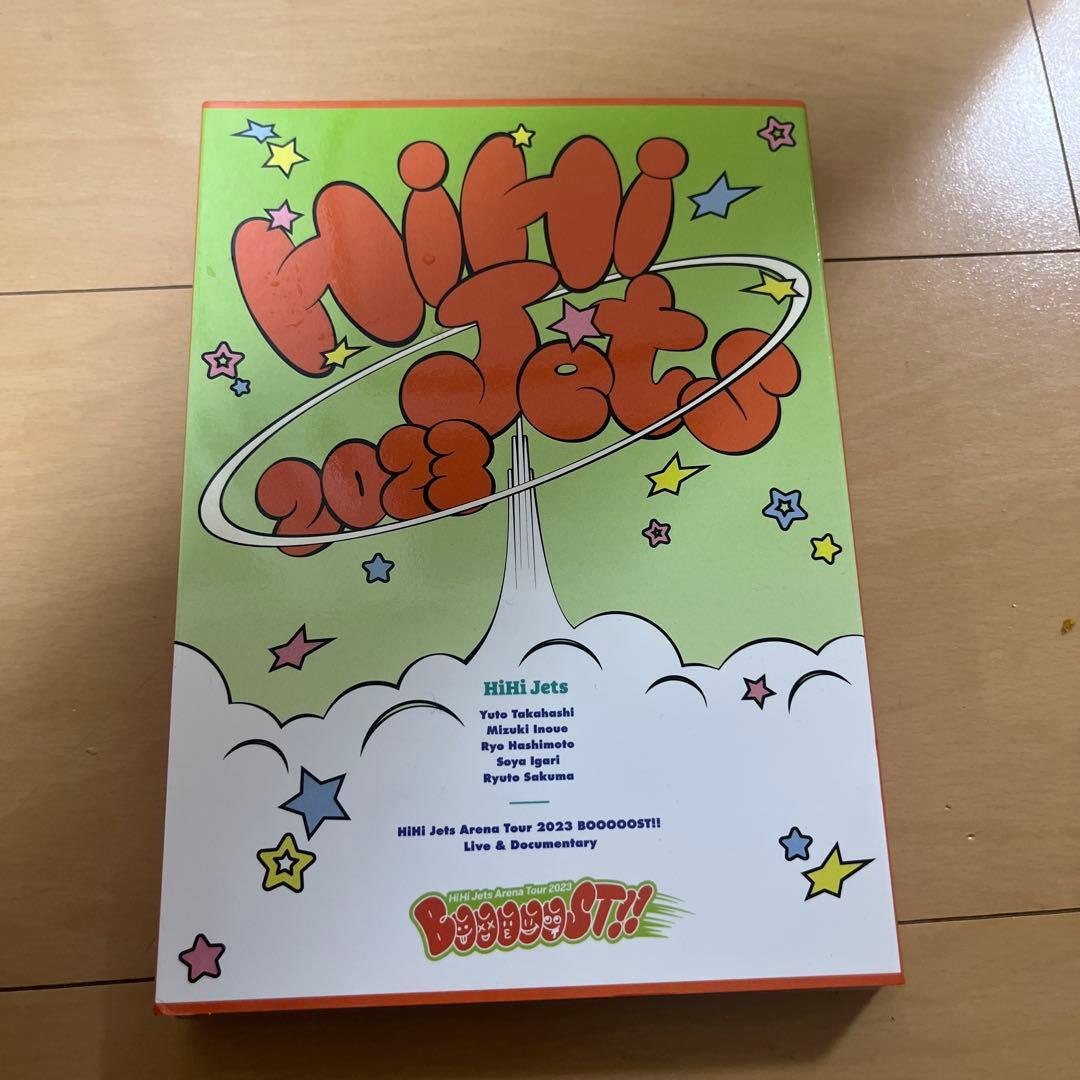 HiHi
Jets
2023
HiHi Jets
Yuto Takahashi
Mizuki Inoue
Ryo Hashimoto
Soya Igari
Ryuto Sakuma
HiHi Jets Arena Tour 2023 BOOOOOST!!
Live & Documentary
HiHi Jets Arena Tour 2023
BOOOOOST!!